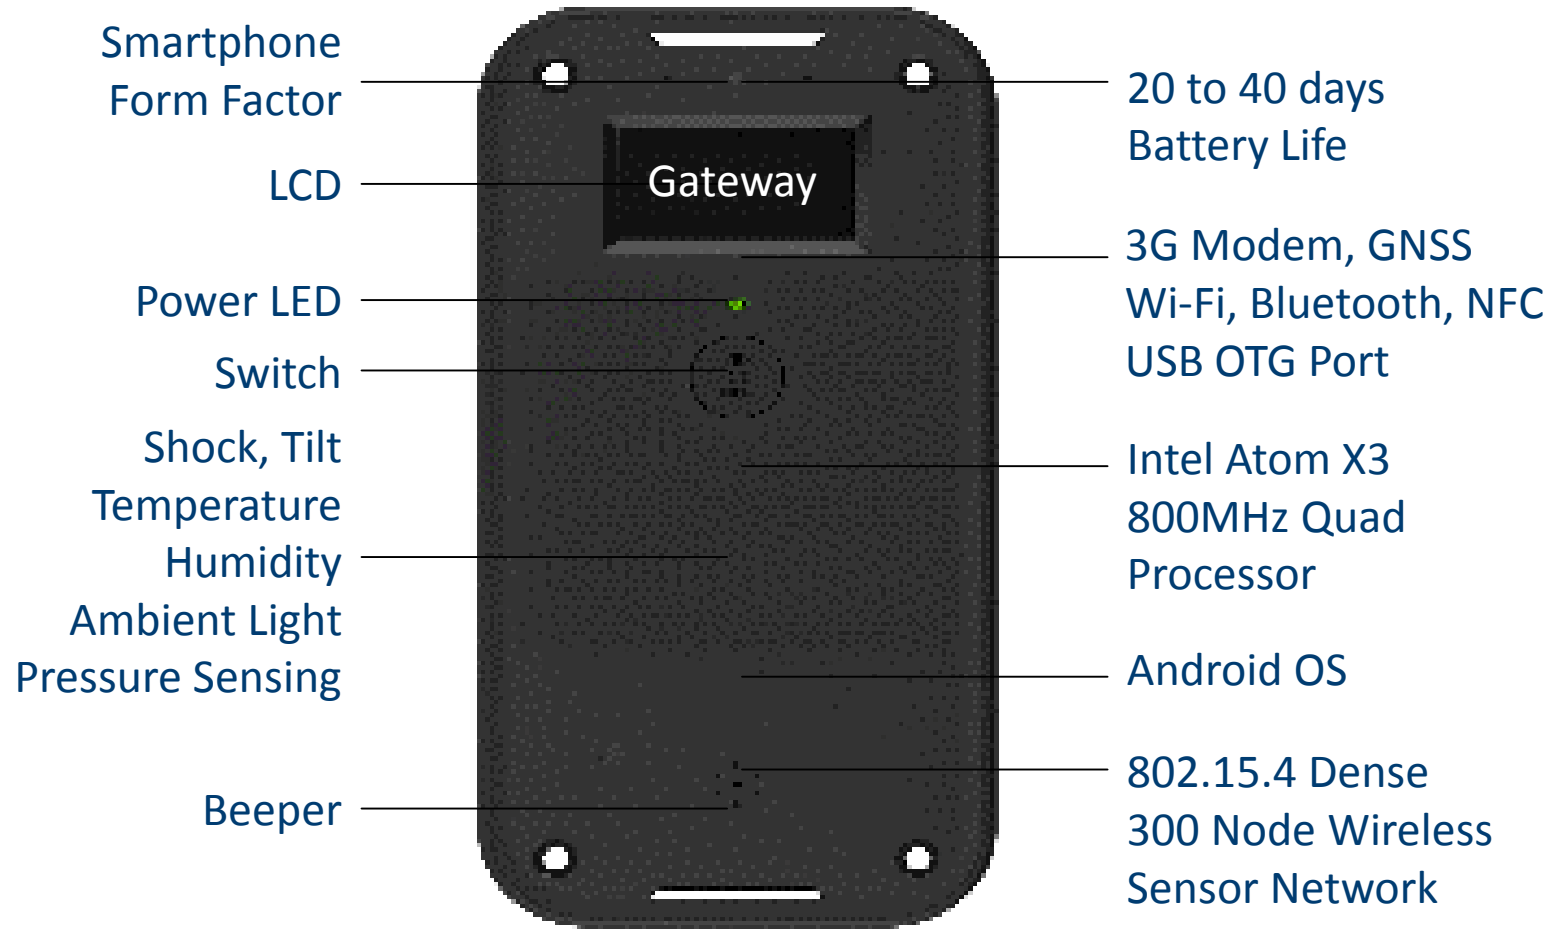 Smartphone
Form Factor
LCD
Power LED
Switch
Shock, Tilt
Temperature
Humidity
Ambient Light
Pressure Sensing
Beeper
Gateway
20 to 40 days
Battery Life
3G Modem, GNSS
Wi-Fi, Bluetooth, NFC
USB OTG Port
Intel Atom X3
800MHz Quad
Processor
Android OS
802.15.4 Dense
300 Node Wireless
Sensor Network